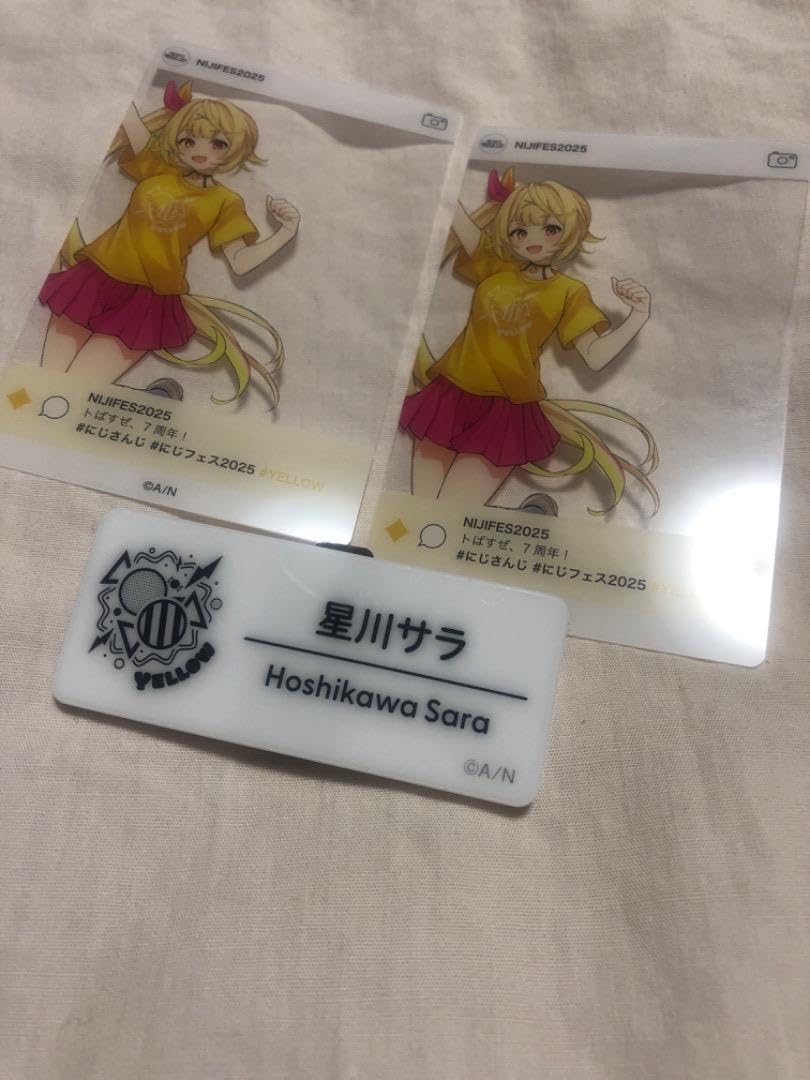 NIJIFES2025
NIJIFES2025
トばすぜ、7周年！
#にじさんじ #にじフェス2025 #YELLOW
©A/N
NIJIFES2025
YELLOW
NIJIFES2025
トばすぜ、7周年！
#にじさんじ #にじフェス2025
YELLOW
星川サラ
Hoshikawa Sara
©A/N